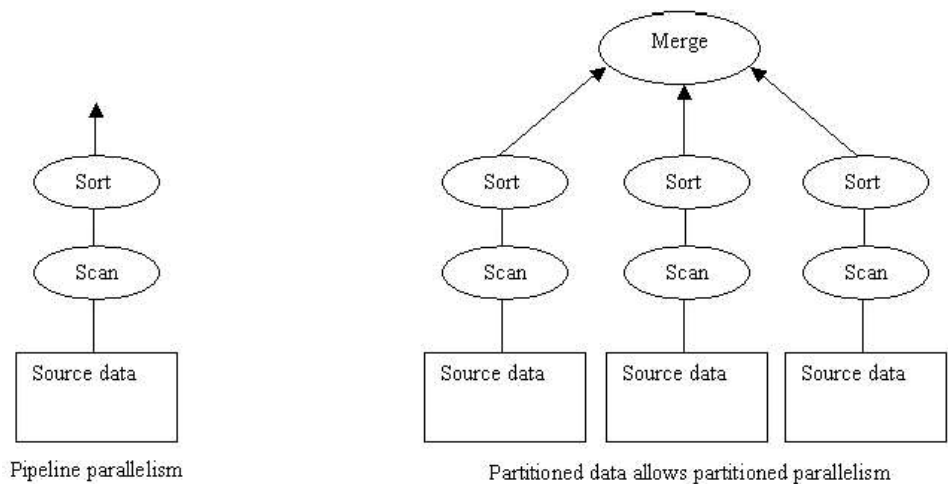 Merge
Sort
Sort
Sort
Sort
Scan
Scan
Scan
Scan
Source data
Source data
Source data
Source data
Pipeline parallelism
Partitioned data allows partitioned parallelism